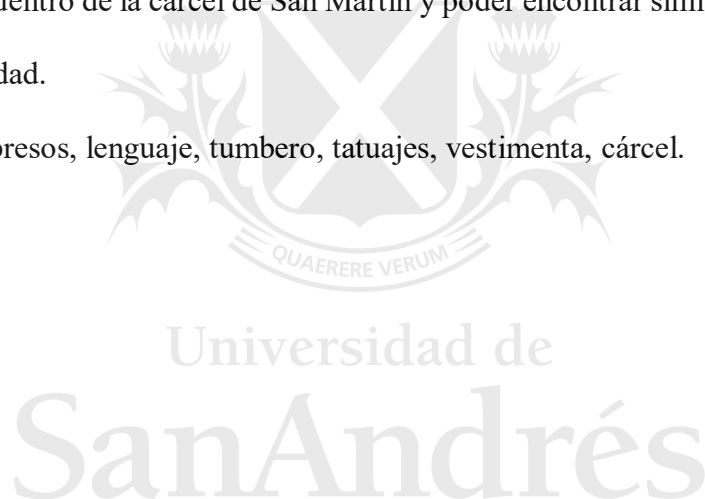 dentro de la cárcel de San Martín y poder encontrar simi
dad.
presos, lenguaje, tumbero, tatuajes, vestimenta, cárcel.
QUAERERE VERUM
Universidad de
SanAndrés